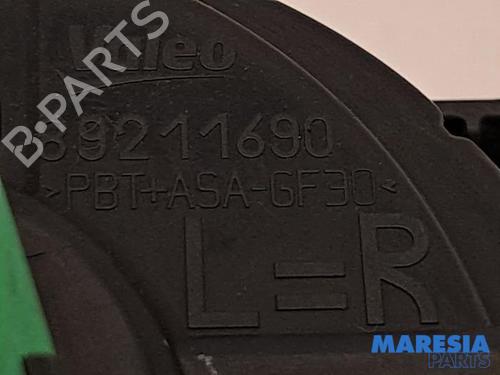 Valeo
B-PARTS
89211690
>PBT+ASA-GF30<
L=R
MARESIA
PARTS